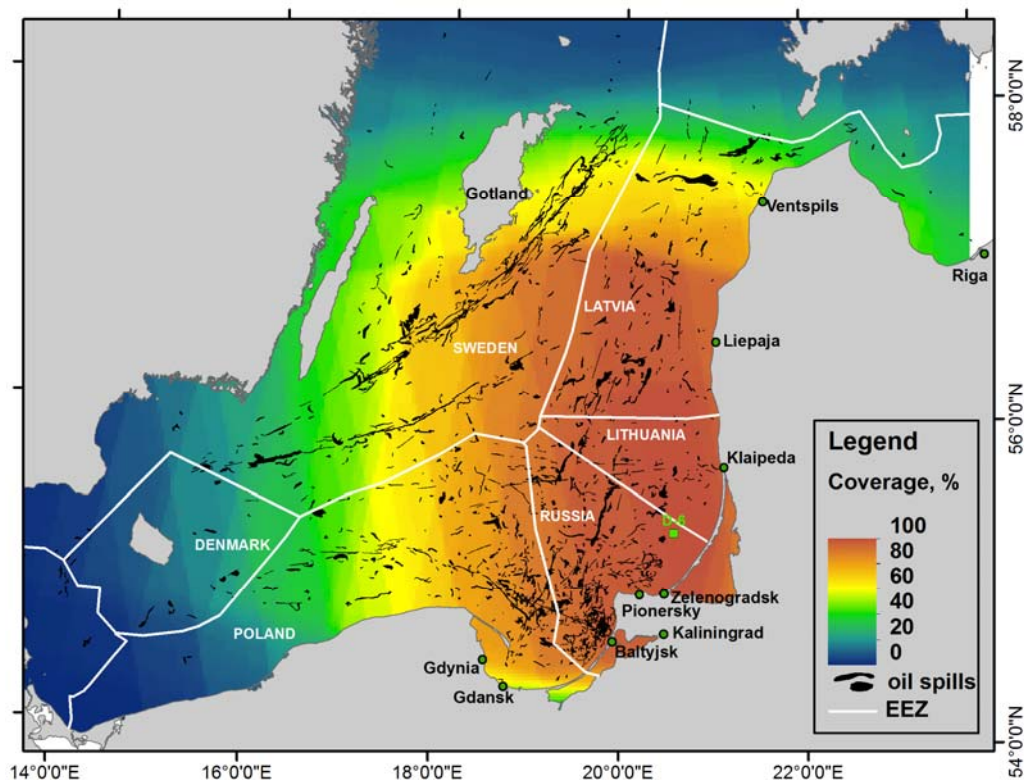 58°0'0"N
Gotland
Ventspils
Riga
LATVIA
Liepaja
SWEDEN
56°0'0"N
LITHUANIA
Klaipeda
RUSSIA
D-6
DENMARK
Zelenogradsk
Pionersky
POLAND
Kaliningrad
Baltyjsk
Gdynia
Gdansk
Legend
Coverage, %
100
80
60
40
20
0
oil spills
EEZ
54°0'0"N
14°0'0"E
16°0'0"E
18°0'0"E
20°0'0"E
22°0'0"E